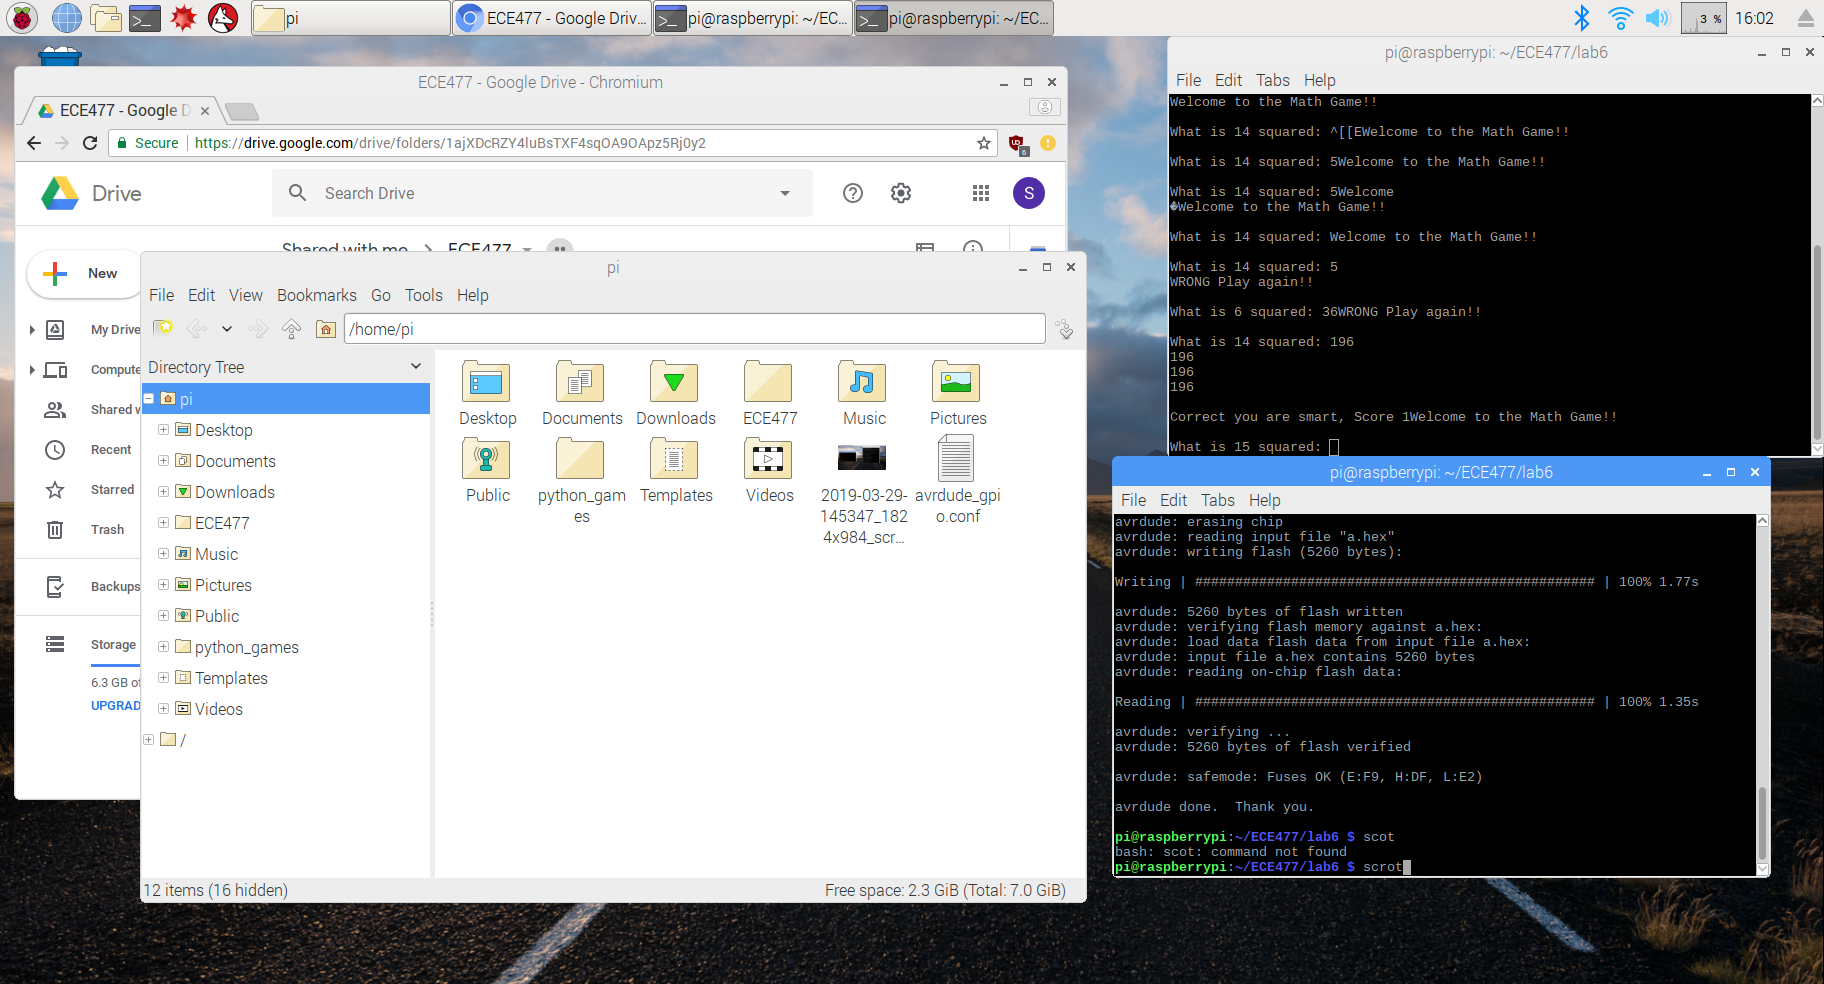 pi
ECE477 - Google Driv...
pi@raspberrypi: ~/EC...
pi@raspberrypi: ~/EC...
3 %
16:02
ECE477 - Google Drive - Chromium
ECE477 - Google D
Secure
https://drive.google.com/drive/folders/1ajXDcRZY4luBsTXF4sqOA9OApz5Rj0y2
6
Drive
Search Drive
S
Shared with me > ECE477
New
My Drive
Compute
Shared w
Recent
Starred
Trash
Backups
Storage
6.3 GB of
UPGRAD
pi
File Edit View Bookmarks Go Tools Help
/home/pi
Directory Tree
pi
Desktop
Documents
Downloads
ECE477
Music
Pictures
Public
python_games
Templates
Videos
/
Desktop Documents Downloads ECE477 Music Pictures
Public python_games Templates Videos 2019-03-29-145347_1824x984_scr... avrdude_gpio.conf
12 items (16 hidden)
Free space: 2.3 GiB (Total: 7.0 GiB)
pi@raspberrypi: ~/ECE477/lab6
File Edit Tabs Help
Welcome to the Math Game!!
What is 14 squared: ^[[EWelcome to the Math Game!!
What is 14 squared: 5Welcome to the Math Game!!
What is 14 squared: 5Welcome
�Welcome to the Math Game!!
What is 14 squared: Welcome to the Math Game!!
What is 14 squared: 5
WRONG Play again!!
What is 6 squared: 36WRONG Play again!!
What is 14 squared: 196
196
196
196
Correct you are smart, Score 1Welcome to the Math Game!!
What is 15 squared:
pi@raspberrypi: ~/ECE477/lab6
File Edit Tabs Help
avrdude: erasing chip
avrdude: reading input file "a.hex"
avrdude: writing flash (5260 bytes):
Writing | ################################################## | 100% 1.77s
avrdude: 5260 bytes of flash written
avrdude: verifying flash memory against a.hex:
avrdude: load data flash data from input file a.hex:
avrdude: input file a.hex contains 5260 bytes
avrdude: reading on-chip flash data:
Reading | ################################################## | 100% 1.35s
avrdude: verifying ...
avrdude: 5260 bytes of flash verified
avrdude: safemode: Fuses OK (E:F9, H:DF, L:E2)
avrdude done.  Thank you.
pi@raspberrypi:~/ECE477/lab6 $ scot
bash: scot: command not found
pi@raspberrypi:~/ECE477/lab6 $ scrot